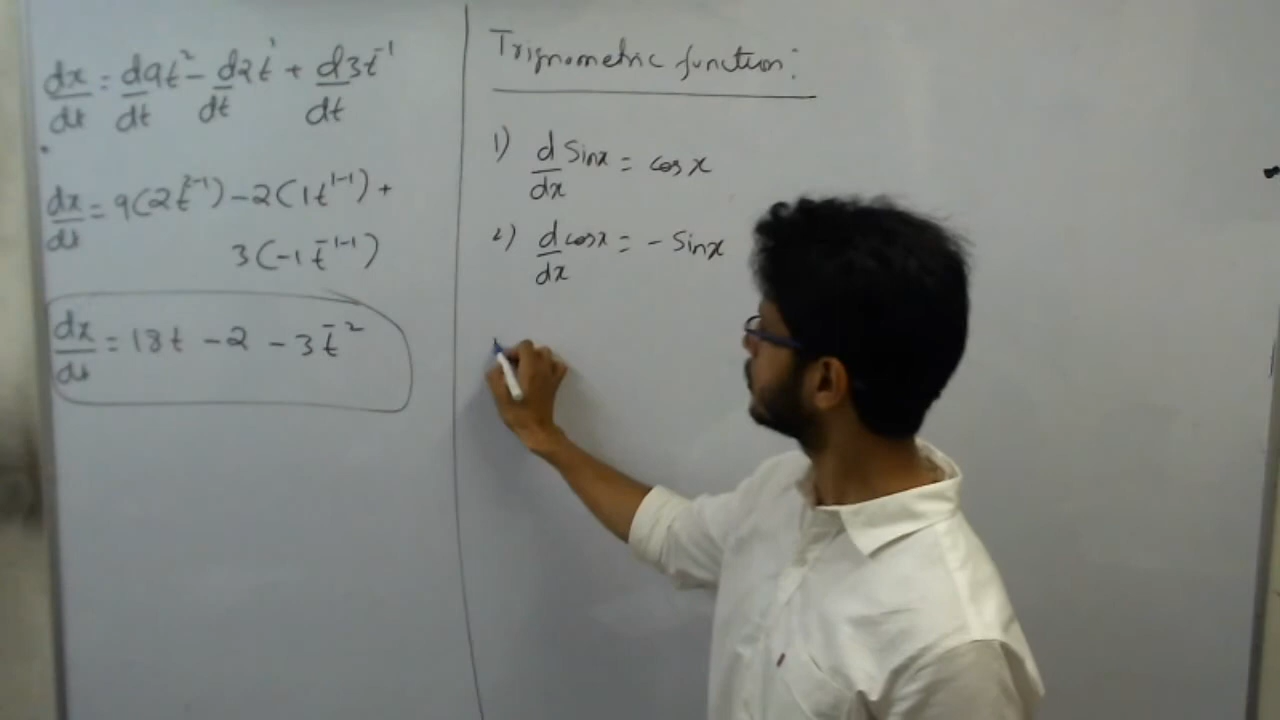 dx/dt = d9t²/dt - d2t¹/dt + d3t⁻¹/dt
dx/dt = 9(2t²⁻¹) - 2(1t¹⁻¹) +
3(-1t⁻¹⁻¹)
dx/dt = 18t - 2 - 3t⁻²
Trignometric function:
1) d/dx Sinx = cosx
2) d/dx cosx = - Sinx